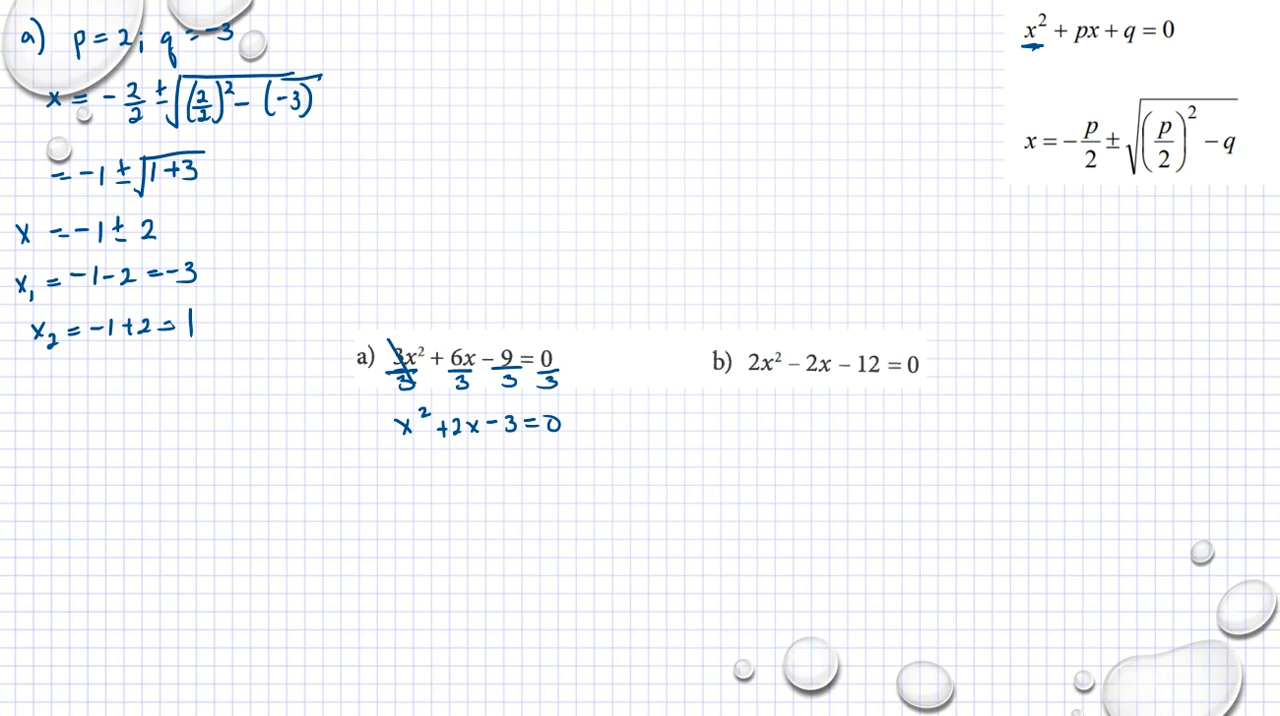 a) p = 2; q = -3
x = -2/2 ± √((2/2)² - (-3))
= -1 ± √(1+3)
x = -1 ± 2
x₁ = -1-2 = -3
x₂ = -1+2 = 1
x² + px + q = 0
x = -p/2 ± √((p/2)² - q)
a) 3x² + 6x - 9 = 0
3 3 3 3
x² + 2x - 3 = 0
b) 2x² - 2x - 12 = 0